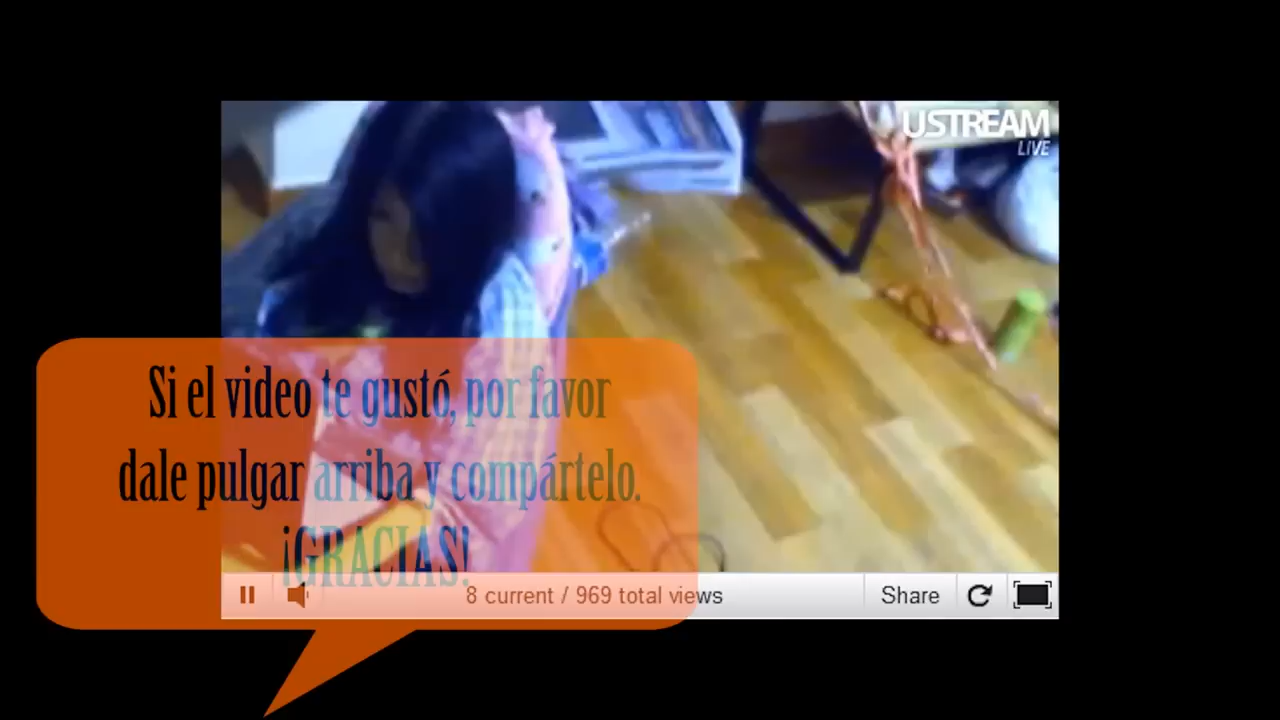 USTREAM
LIVE
Si el video te gustó, por favor
dale pulgar arriba y compártelo.
¡GRACIAS!
8 current / 969 total views
Share